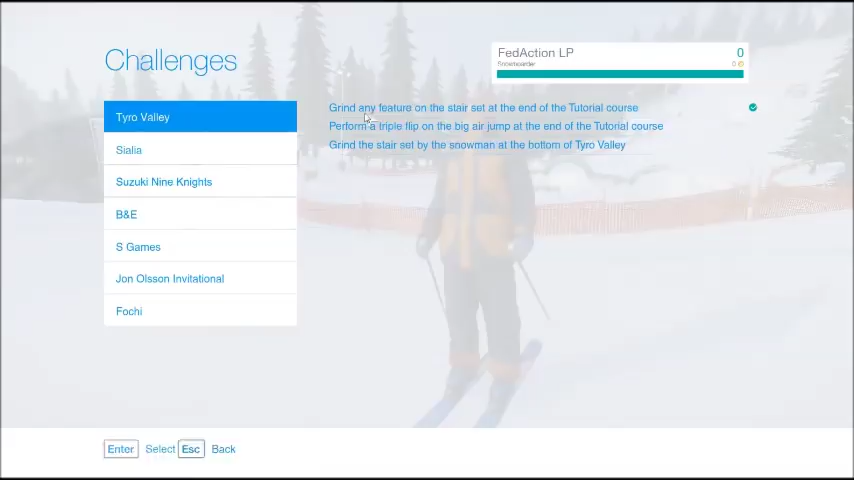 Challenges
FedAction LP 0
Snowboarder 0
Tyro Valley
Sialia
Suzuki Nine Knights
B&E
S Games
Jon Olsson Invitational
Fochi
Grind any feature on the stair set at the end of the Tutorial course
Perform a triple flip on the big air jump at the end of the Tutorial course
Grind the stair set by the snowman at the bottom of Tyro Valley
Enter Select Esc Back